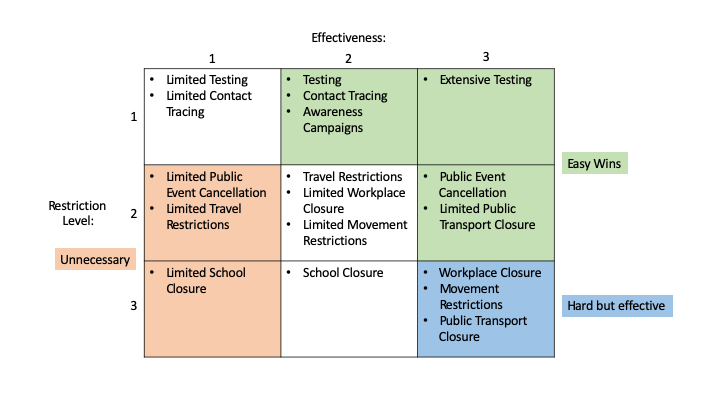 Effectiveness:
1 2 3
• Limited Testing
• Limited Contact
Tracing
• Testing
• Contact Tracing
• Awareness
Campaigns
• Extensive Testing
1
Easy Wins
• Limited Public
Event Cancellation
• Limited Travel
Restrictions
• Travel Restrictions
• Limited Workplace
Closure
• Limited Movement
Restrictions
• Public Event
Cancellation
• Limited Public
Transport Closure
Restriction
Level:
2
Unnecessary
• Limited School
Closure
• School Closure
• Workplace Closure
• Movement
Restrictions
• Public Transport
Closure
3
Hard but effective